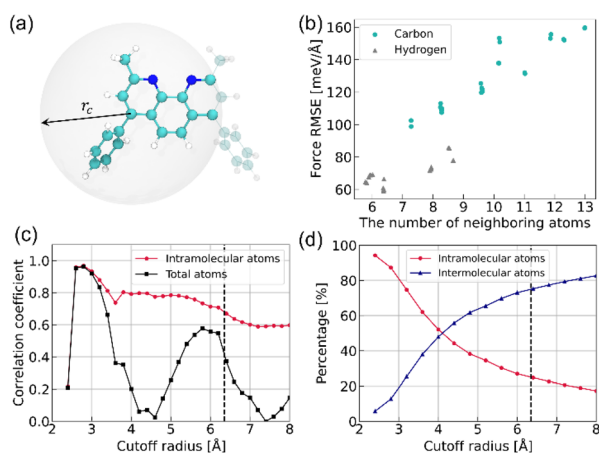 (a)
r_c
(b)
Force RMSE [meV/Å]
160
140
120
100
80
60
Carbon
Hydrogen
6 7 8 9 10 11 12 13
The number of neighboring atoms
(c)
Correlation coefficient
1.0
0.8
0.6
0.4
0.2
0.0
Intramolecular atoms
Total atoms
2 3 4 5 6 7 8
Cutoff radius [Å]
(d)
Percentage [%]
100
80
60
40
20
0
Intramolecular atoms
Intermolecular atoms
2 3 4 5 6 7 8
Cutoff radius [Å]